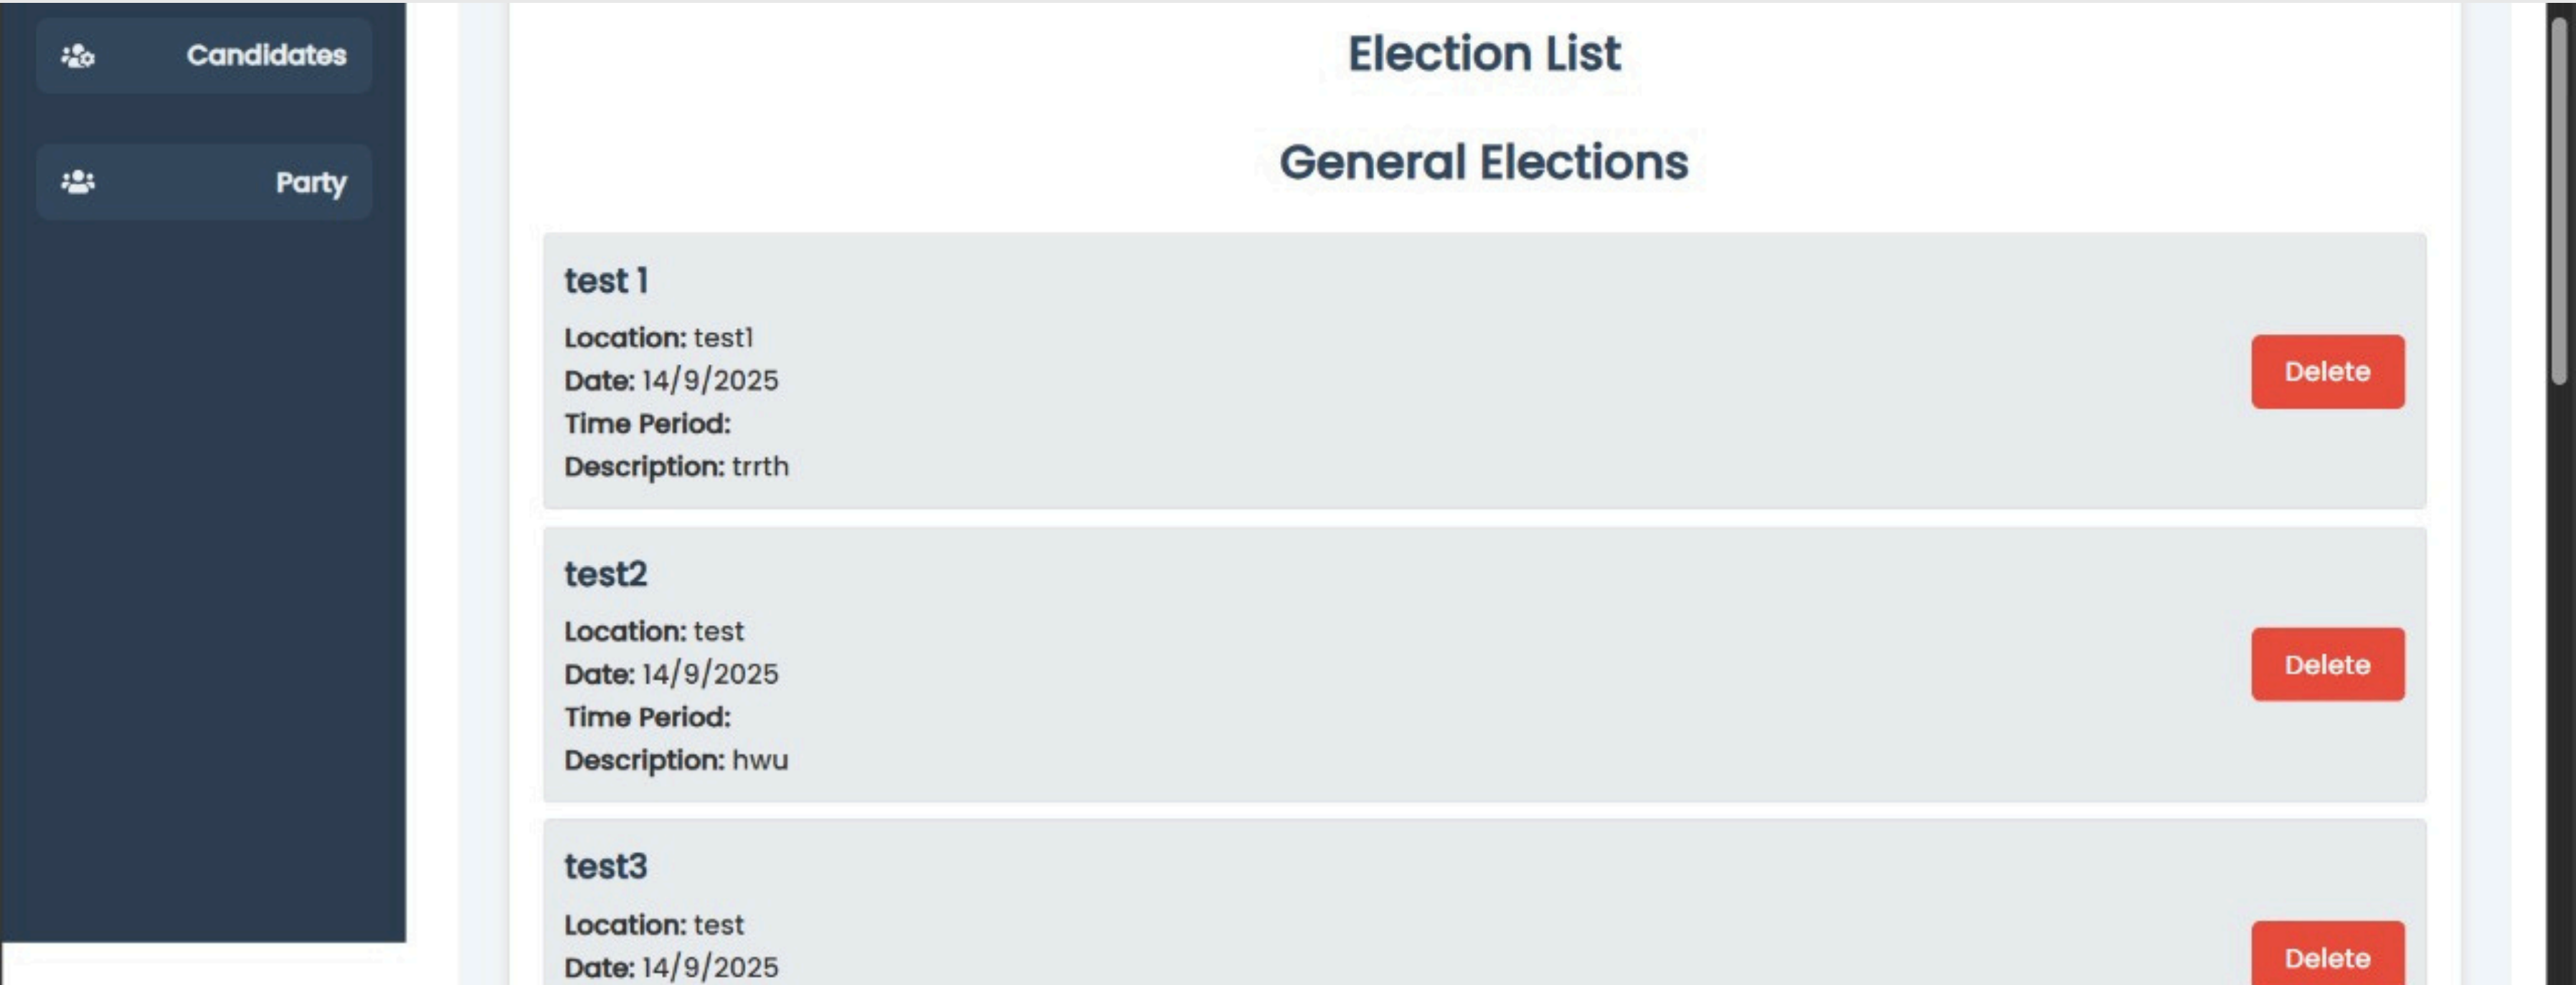 Candidates
Party
Election List
General Elections
test 1
Location: test1
Date: 14/9/2025
Time Period:
Description: trrth
Delete
test2
Location: test
Date: 14/9/2025
Time Period:
Description: hwu
Delete
test3
Location: test
Date: 14/9/2025
Delete